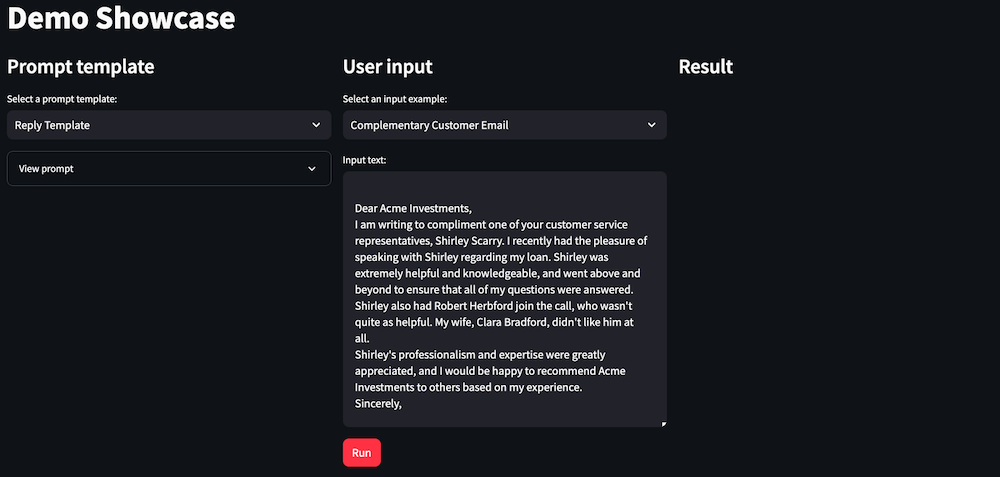 Demo Showcase
Prompt template
Select a prompt template:
Reply Template
View prompt
User input
Select an input example:
Complementary Customer Email
Input text:
Dear Acme Investments,
I am writing to compliment one of your customer service
representatives, Shirley Scarry. I recently had the pleasure of
speaking with Shirley regarding my loan. Shirley was
extremely helpful and knowledgeable, and went above and
beyond to ensure that all of my questions were answered.
Shirley also had Robert Herbford join the call, who wasn't
quite as helpful. My wife, Clara Bradford, didn't like him at
all.
Shirley's professionalism and expertise were greatly
appreciated, and I would be happy to recommend Acme
Investments to others based on my experience.
Sincerely,
Run
Result